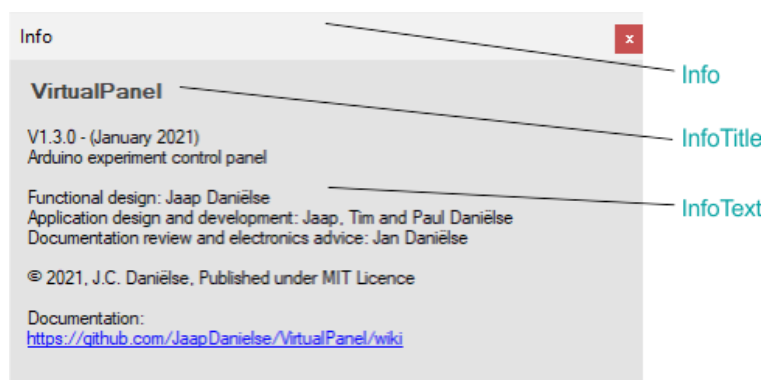 Info
x
Info
VirtualPanel
InfoTitle
V1.3.0 - (January 2021)
Arduino experiment control panel
Functional design: Jaap Daniëlse
InfoText
Application design and development: Jaap, Tim and Paul Daniëlse
Documentation review and electronics advice: Jan Daniëlse
© 2021, J.C. Daniëlse, Published under MIT Licence
Documentation:
https://github.com/JaapDanielse/VirtualPanel/wiki